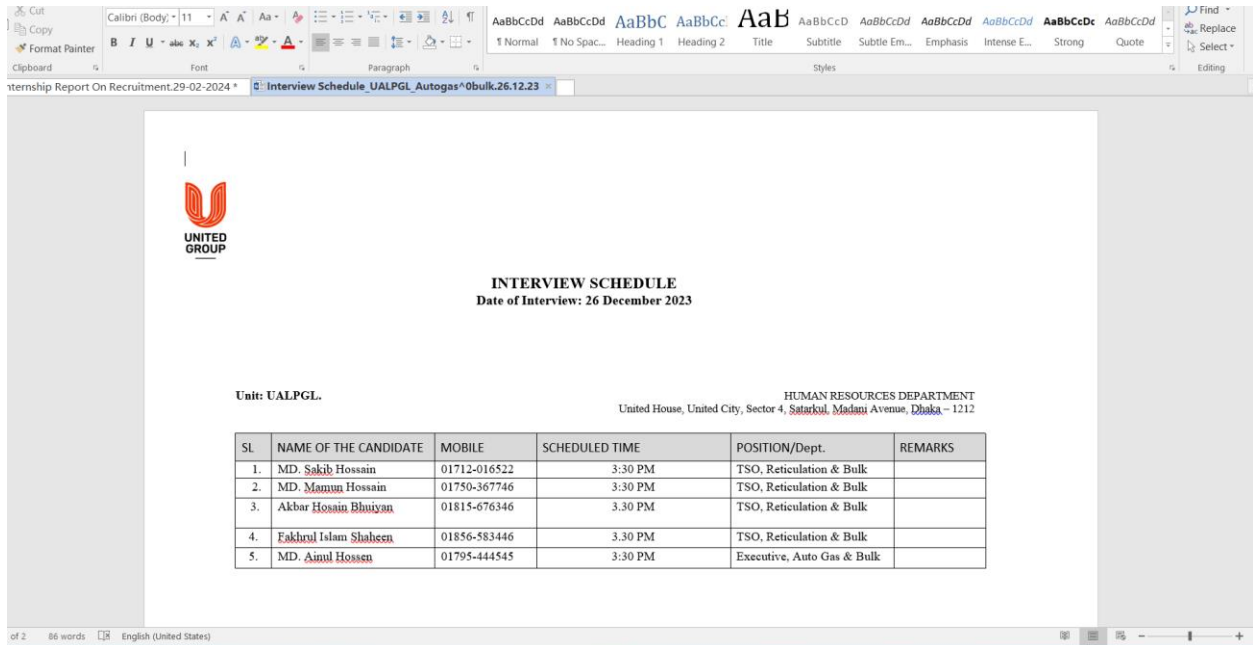 Cut
Copy
Format Painter
Clipboard
Calibri (Body) 11 A A Aa
B I U abc X₂ X² A ab A
Font
Paragraph
AaBbCcDd AaBbCcDd AaBbC AaBbCc AaB AaBbCcD AaBbCcDd AaBbCcDd AaBbCcDd AaBbCcDc AaBbCcDd
¶ Normal ¶ No Spac... Heading 1 Heading 2 Title Subtitle Subtle Em... Emphasis Intense E... Strong Quote
Styles
Find
Replace
Select
Editing
nternship Report On Recruitment.29-02-2024 * Interview Schedule_UALPGL_Autogas^0bulk.26.12.23
UNITED
GROUP
INTERVIEW SCHEDULE
Date of Interview: 26 December 2023
Unit: UALPGL.
HUMAN RESOURCES DEPARTMENT
United House, United City, Sector 4, Satarkul, Madani Avenue, Dhaka – 1212
SL NAME OF THE CANDIDATE MOBILE SCHEDULED TIME POSITION/Dept. REMARKS
1. MD. Sakib Hossain 01712-016522 3:30 PM TSO, Reticulation & Bulk
2. MD. Mamun Hossain 01750-367746 3:30 PM TSO, Reticulation & Bulk
3. Akbar Hosain Bhuiyan 01815-676346 3.30 PM TSO, Reticulation & Bulk
4. Fakhrul Islam Shaheen 01856-583446 3.30 PM TSO, Reticulation & Bulk
5. MD. Ainul Hossen 01795-444545 3:30 PM Executive, Auto Gas & Bulk
of 2 86 words English (United States)